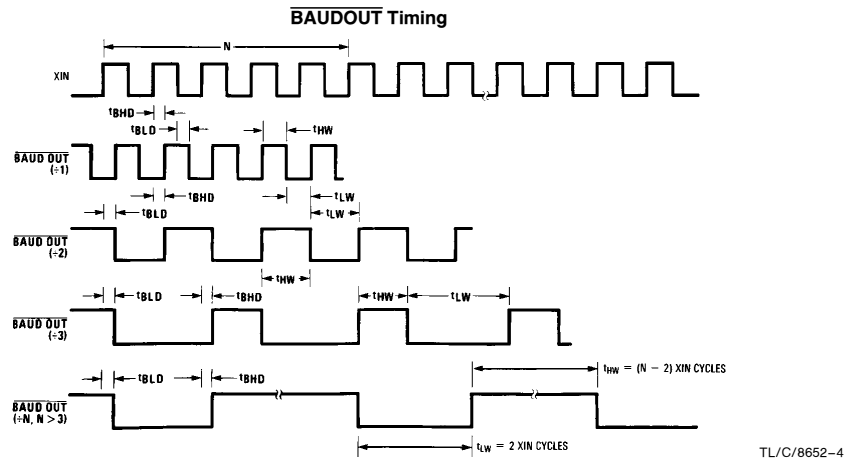 BAUDOUT Timing
N
XIN
tBHD
tBLD
tHW
BAUD OUT
(÷1)
tBHD
tLW
tBLD
tLW
BAUD OUT
(÷2)
tHW
tBLD
tBHD
tHW
tLW
BAUD OUT
(÷3)
tHW = (N − 2) XIN CYCLES
tBLD
tBHD
BAUD OUT
(÷N, N > 3)
tLW = 2 XIN CYCLES
TL/C/8652–4